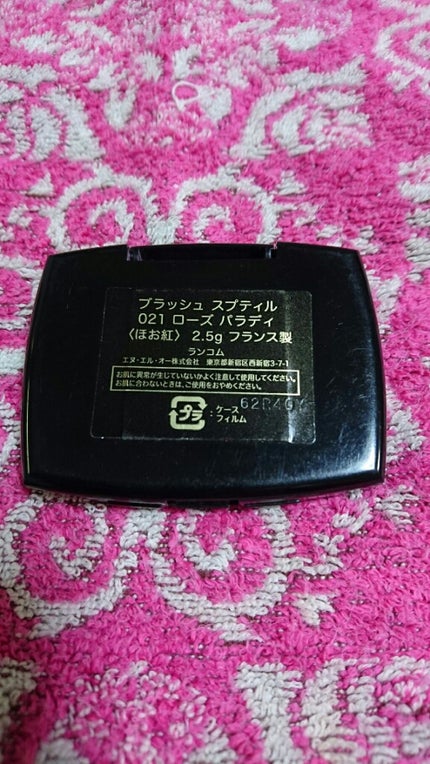 ブラッシュ スプティル
021 ローズ パラディ
〈ほお紅〉 2.5g フランス製
ランコム
エヌ・エル・オー株式会社 東京都新宿区西新宿3-7-1
お肌に異常が生じていないかよく注意して使用してください。
お肌に合わないときは、ご使用をおやめください。
プラ :ケース
フィルム